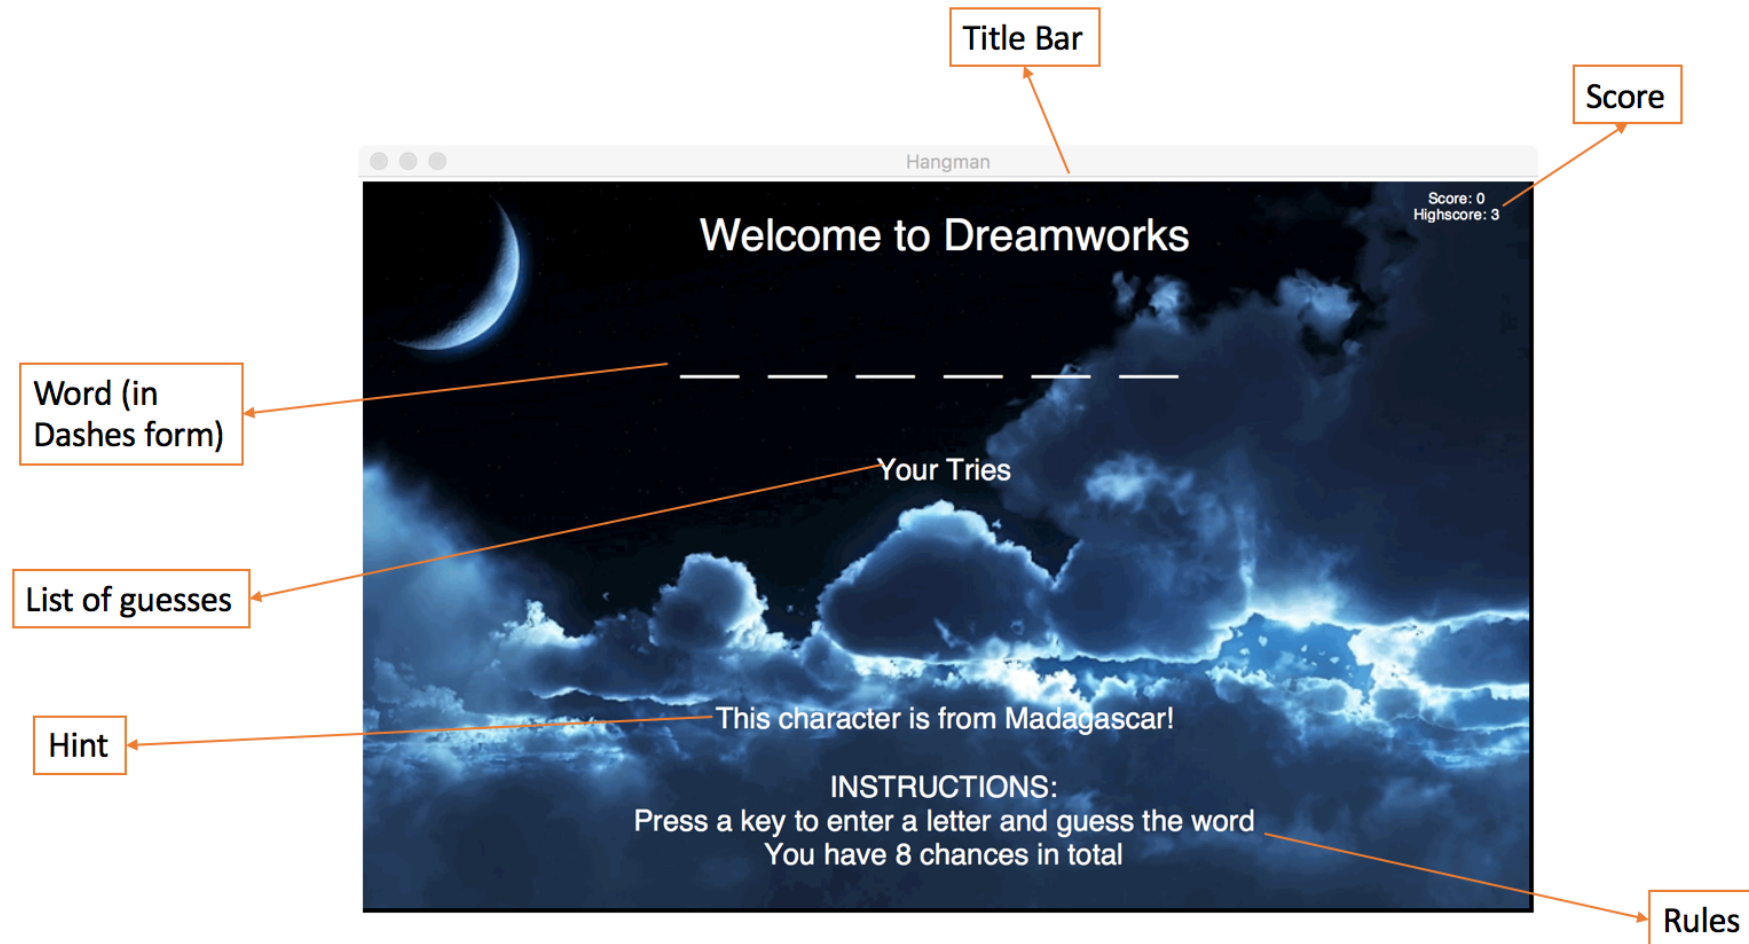 Title Bar
Score
Hangman
Score: 0
Highscore: 3
Welcome to Dreamworks
Word (in
Dashes form)
Your Tries
List of guesses
This character is from Madagascar!
Hint
INSTRUCTIONS:
Press a key to enter a letter and guess the word
You have 8 chances in total
Rules